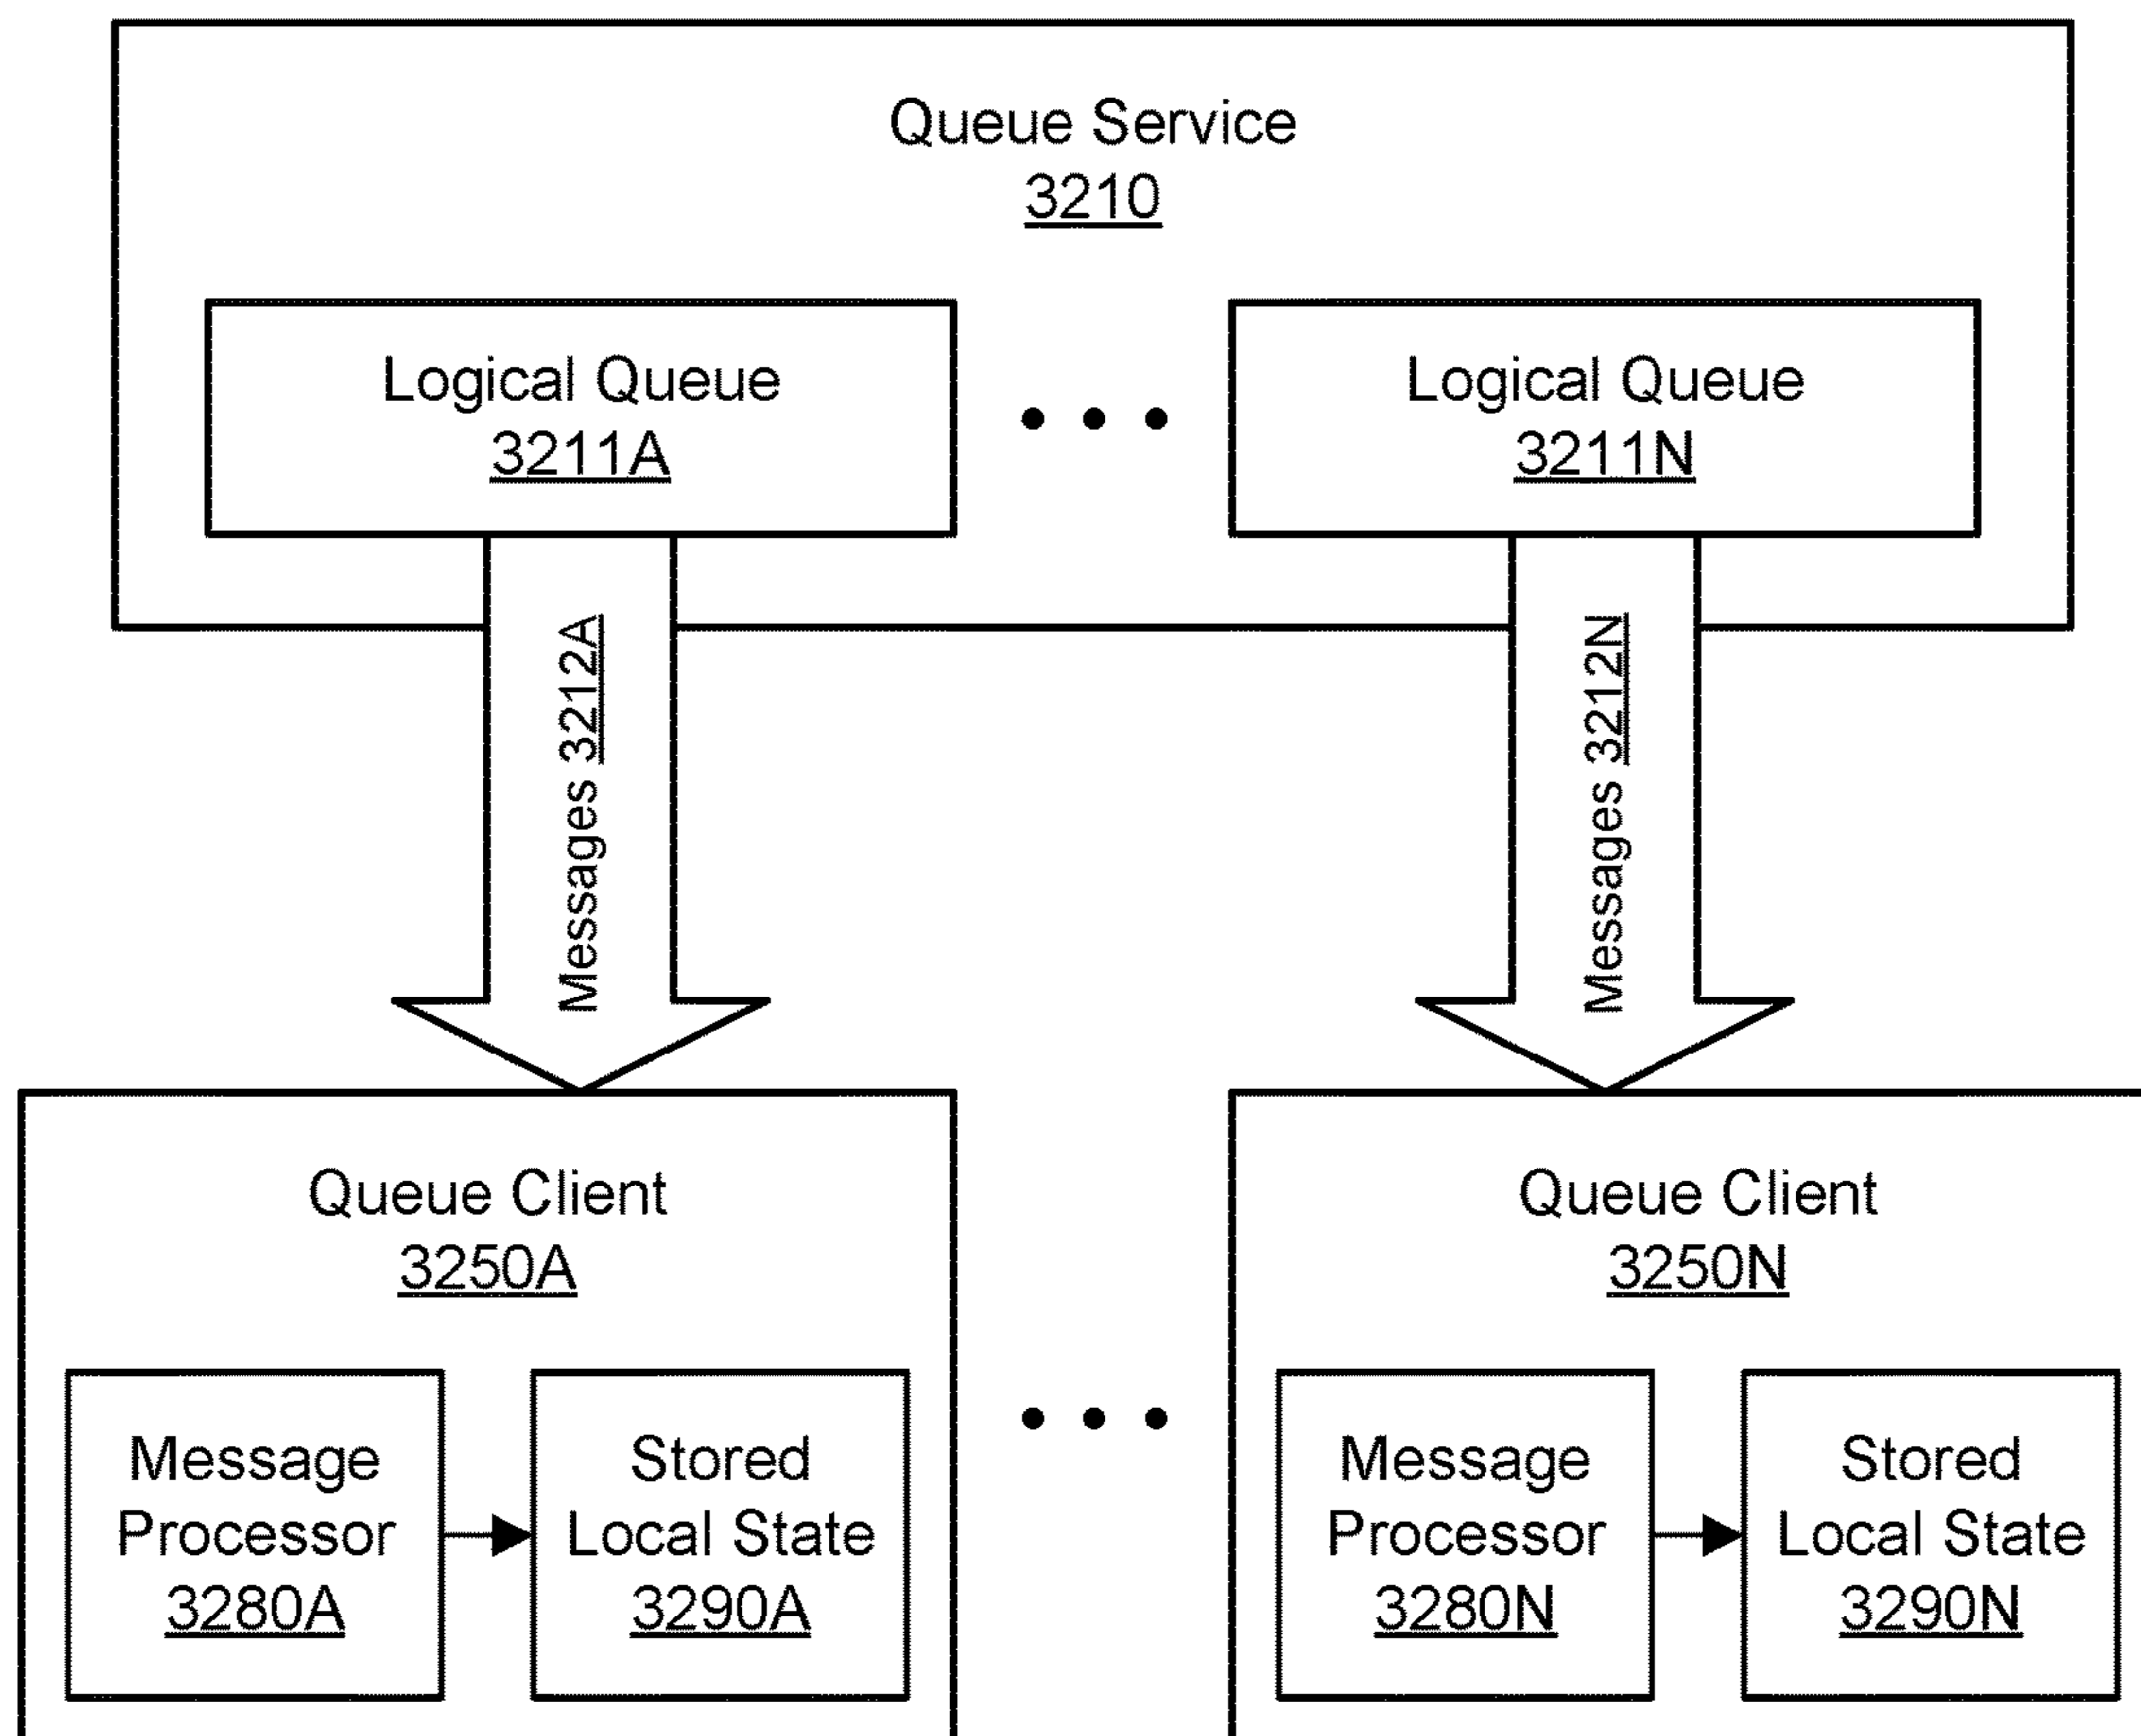 Queue Service
3210
Logical Queue
3211A
Logical Queue
3211N
Messages 3212A
Messages 3212N
Queue Client
3250A
Queue Client
3250N
Message
Processor
3280A
Stored
Local State
3290A
Message
Processor
3280N
Stored
Local State
3290N